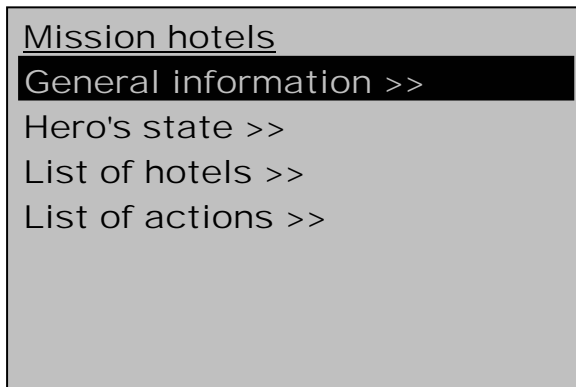 Mission hotels
General information >>
Hero's state >>
List of hotels >>
List of actions >>